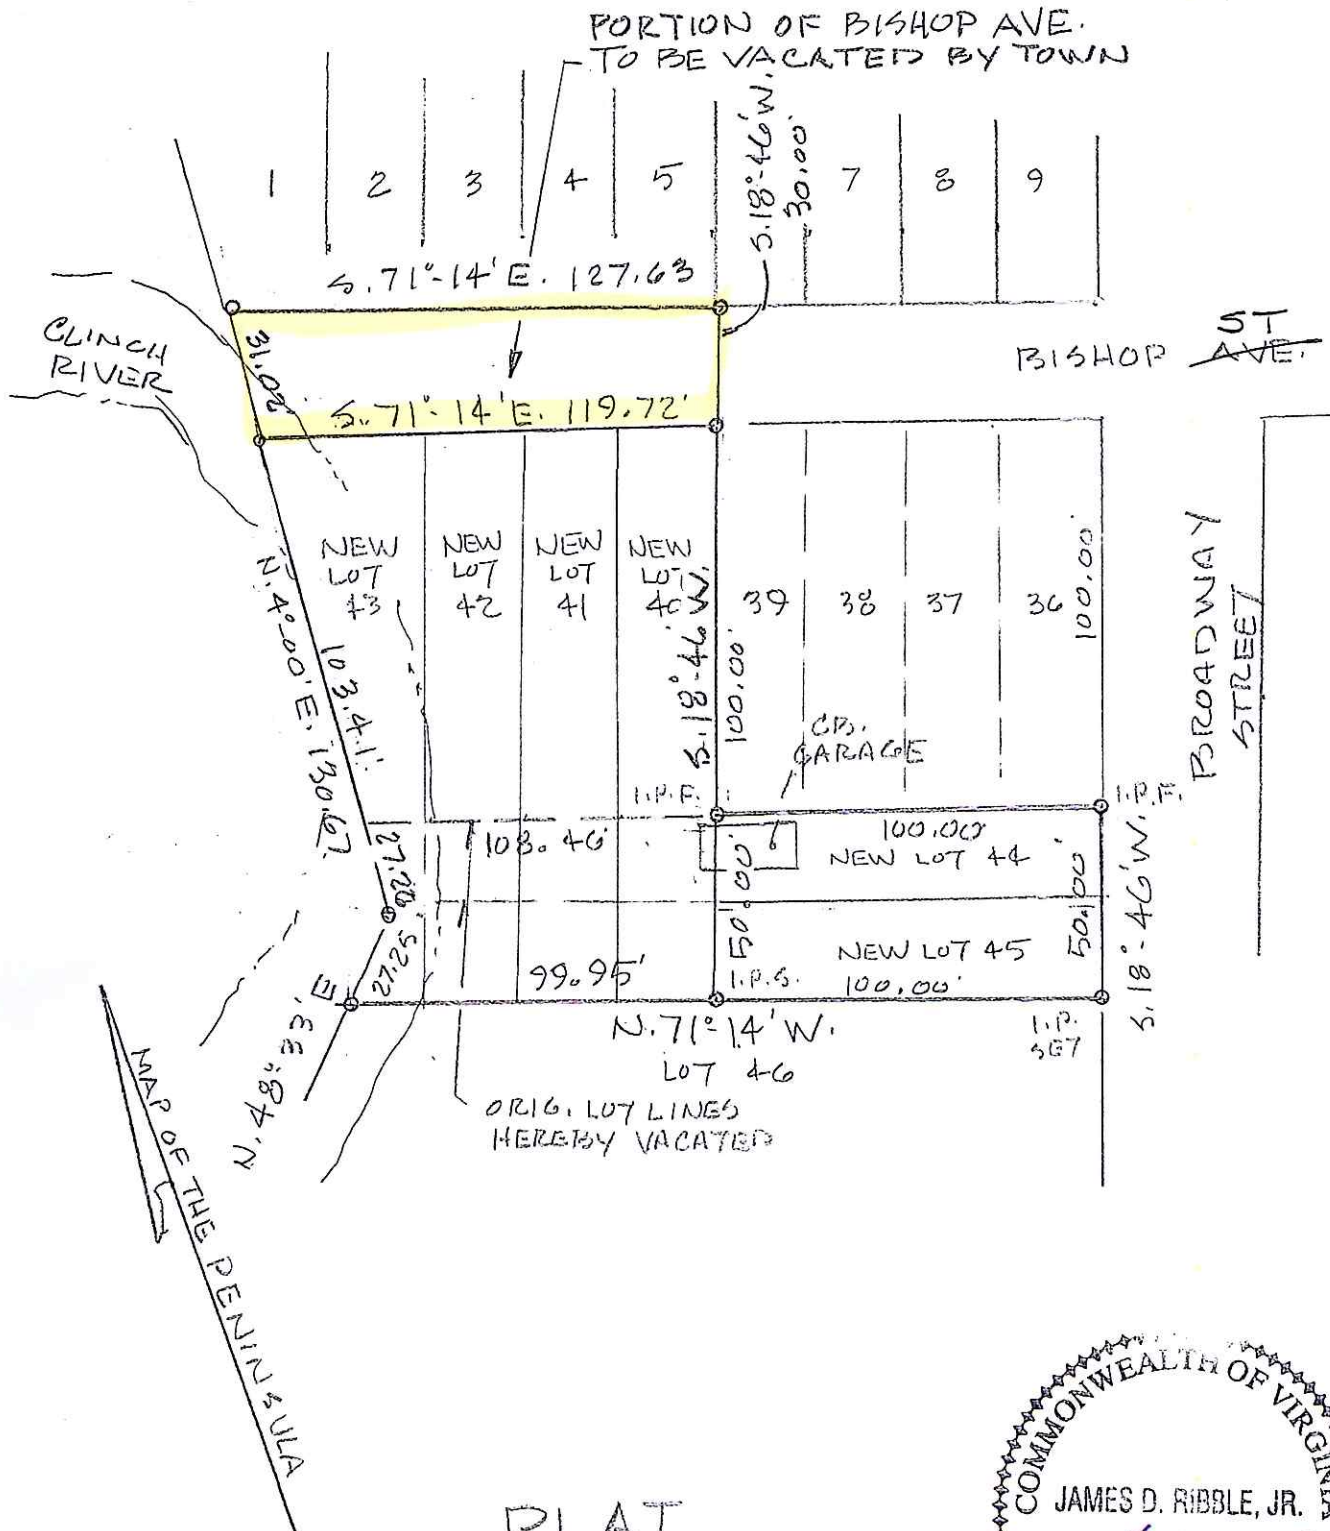 PORTION OF BISHOP AVE.
TO BE VACATED BY TOWN
1 2 3 4 5 7 8 9
S.18°-46'W.
30.00'
S.71°-14'E. 127.63
CLINCH
RIVER
31.02'
BISHOP ST
AVE.
S.71°-14'E. 119.72'
NEW
LOT
43
NEW
LOT
42
NEW
LOT
41
NEW
LOT
40
39 38 37 36
100.00'
BROADWAY
STREET
N.4°-00'E. 130.67
103.41'
S.18°-46'W.
100.00'
C.B.
GARAGE
I.P.F.
I.P.F.
108.46'
100.00'
NEW LOT 44
27.26
50.00'
50.00'
S.18°-46'W.
27.25'
NEW LOT 45
99.95'
I.P.S.
100.00'
N.48°-33'E
N.71°-14'W.
I.P.
SET
LOT 46
ORIG. LOT LINES
HEREBY VACATED
MAP OF THE PENINSULA
PLAT
COMMONWEALTH OF VIRGINIA
JAMES D. RIBBLE, JR.